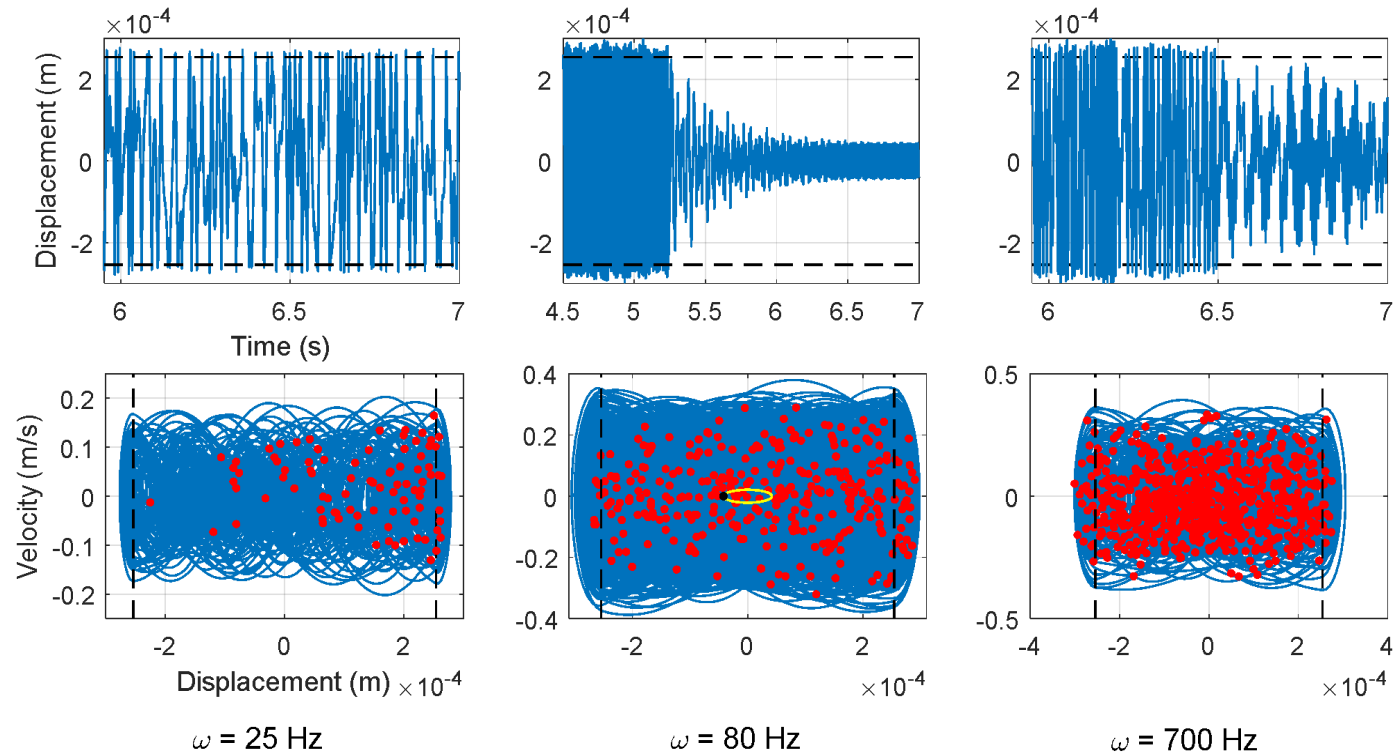 ×10⁻⁴ ×10⁻⁴ ×10⁻⁴
Displacement (m)
2 2 2
0 0 0
-2 -2 -2
6 6.5 7 4.5 5 5.5 6 6.5 7 6 6.5 7
Time (s)
Velocity (m/s)
0.2 0.4 0.5
0.1 0.2
0 0 0
-0.1 -0.2
-0.2 -0.4 -0.5
-2 0 2 -2 0 2 -4 -2 0 2 4
Displacement (m) ×10⁻⁴ ×10⁻⁴ ×10⁻⁴
ω = 25 Hz ω = 80 Hz ω = 700 Hz